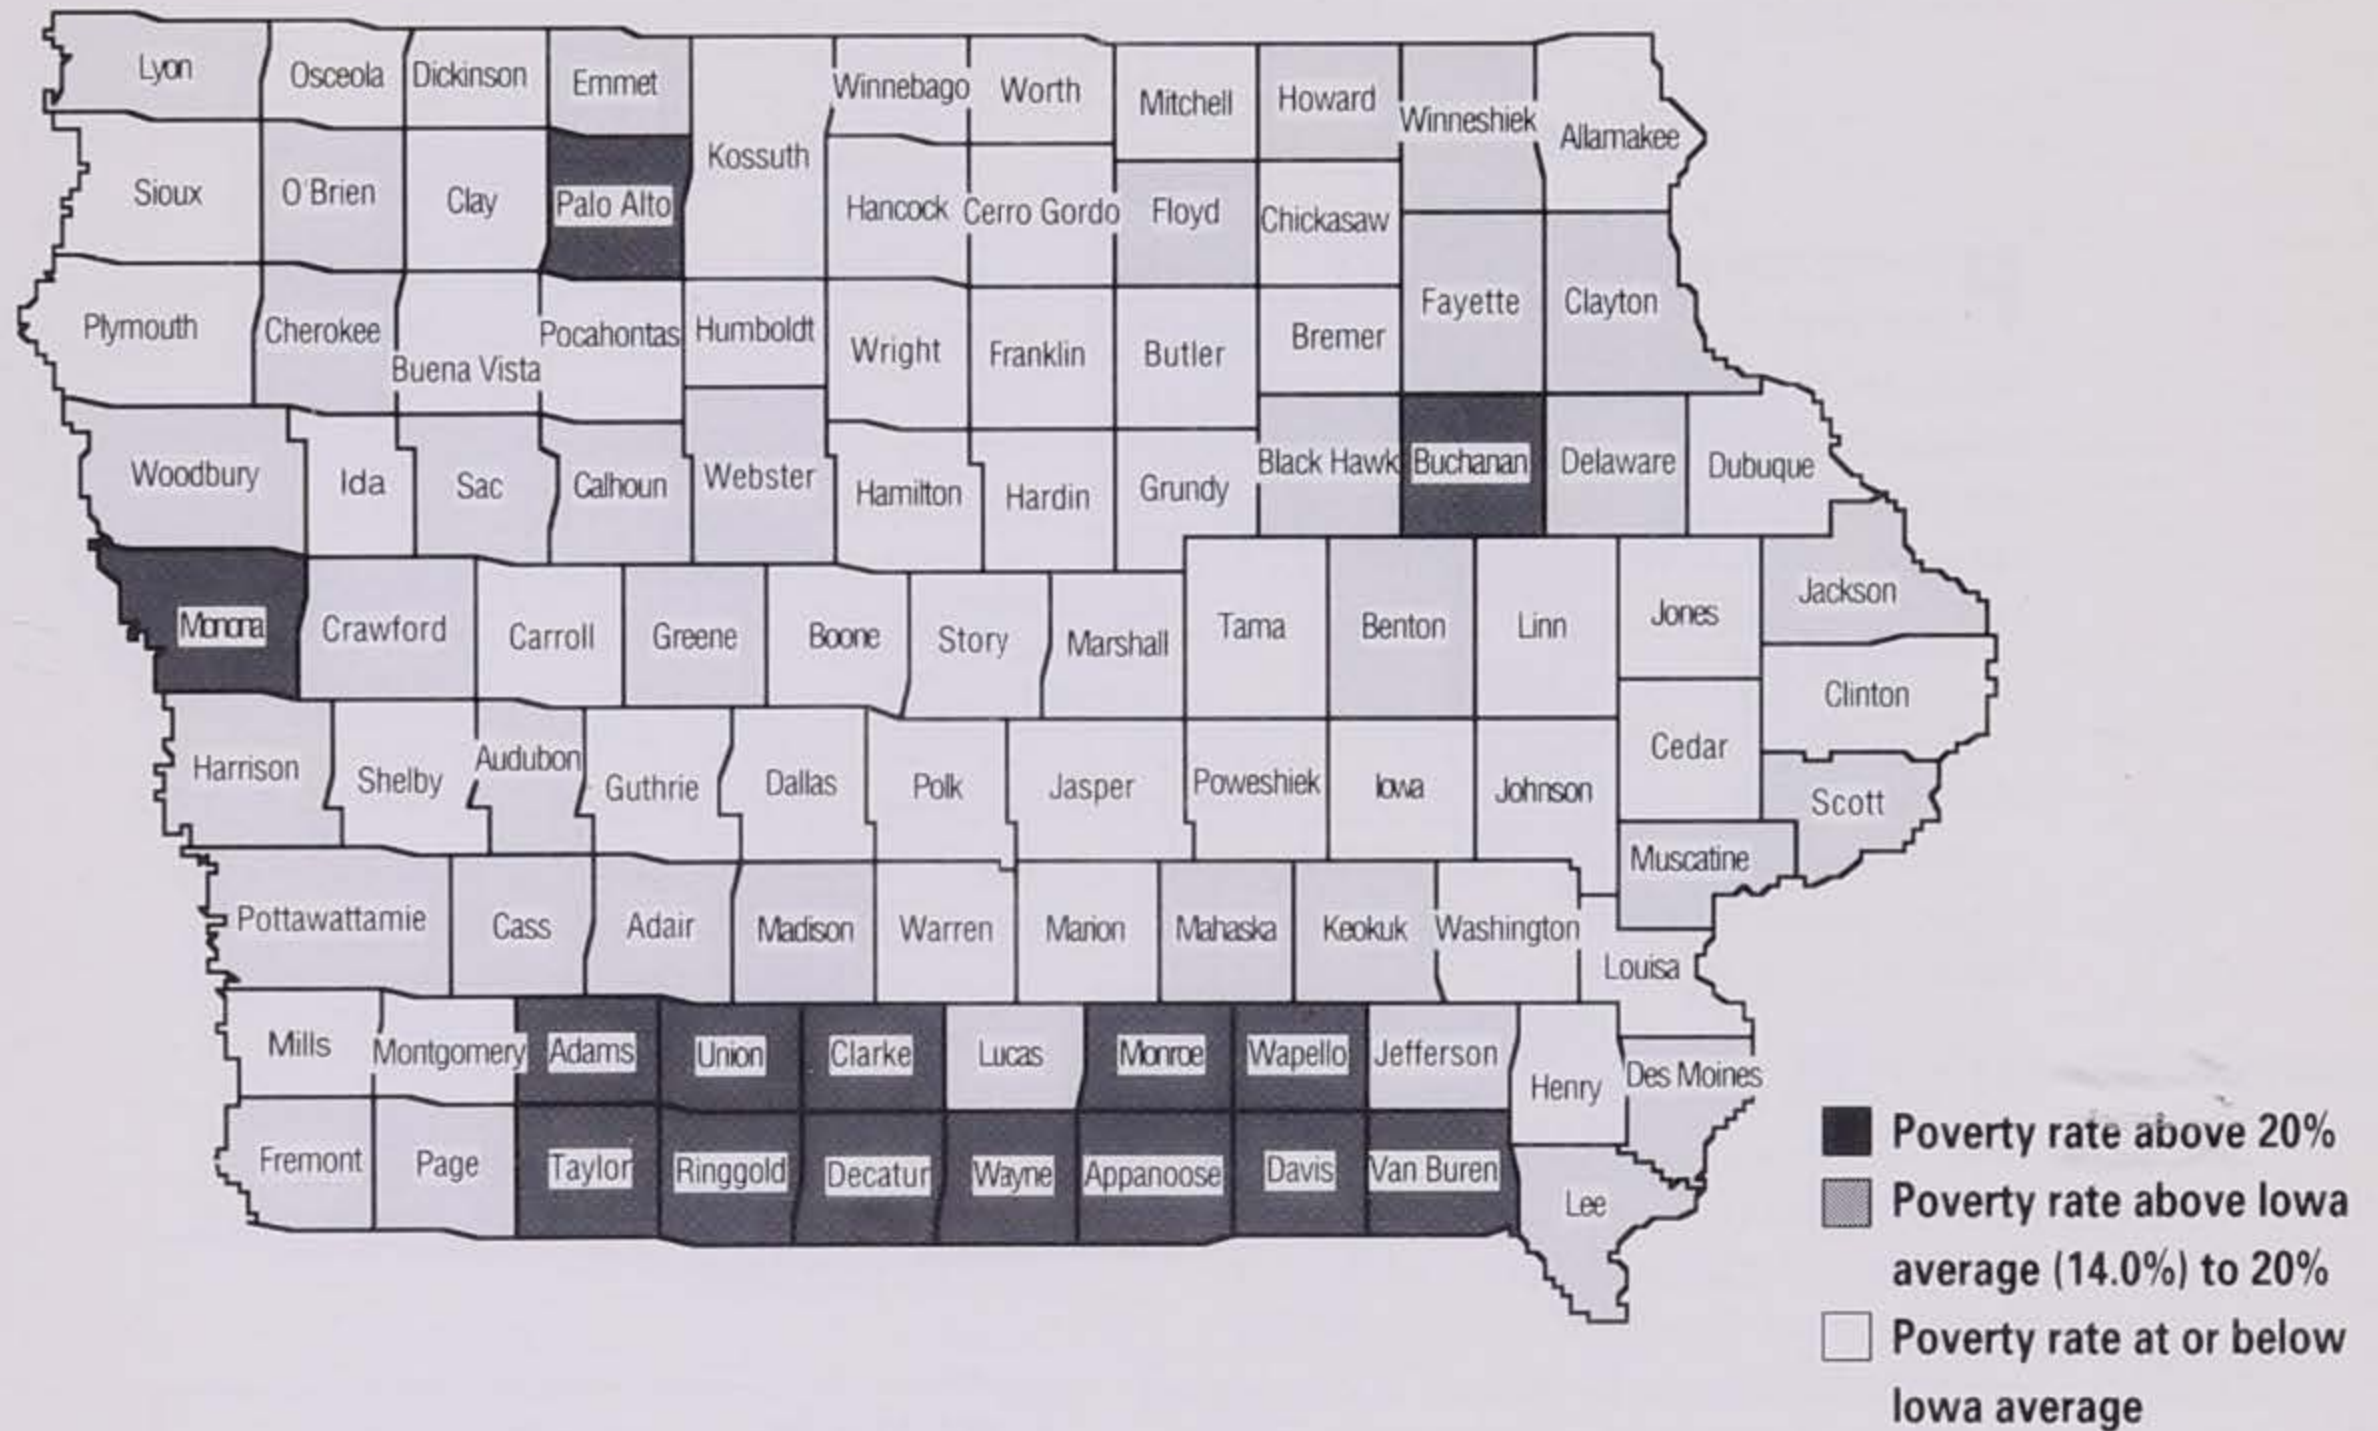 Lyon
Osceola
Dickinson
Emmet
Kossuth
Winnebago
Worth
Mitchell
Howard
Winneshiek
Allamakee
Sioux
O'Brien
Clay
Palo Alto
Hancock
Cerro Gordo
Floyd
Chickasaw
Plymouth
Cherokee
Buena Vista
Pocahontas
Humboldt
Wright
Franklin
Butler
Bremer
Fayette
Clayton
Woodbury
Ida
Sac
Calhoun
Webster
Hamilton
Hardin
Grundy
Black Hawk
Buchanan
Delaware
Dubuque
Monona
Crawford
Carroll
Greene
Boone
Story
Marshall
Tama
Benton
Linn
Jones
Jackson
Clinton
Harrison
Shelby
Audubon
Guthrie
Dallas
Polk
Jasper
Poweshiek
Iowa
Johnson
Cedar
Scott
Muscatine
Pottawattamie
Cass
Adair
Madison
Warren
Marion
Mahaska
Keokuk
Washington
Louisa
Mills
Montgomery
Adams
Union
Clarke
Lucas
Monroe
Wapello
Jefferson
Henry
Des Moines
Fremont
Page
Taylor
Ringgold
Decatur
Wayne
Appanoose
Davis
Van Buren
Lee
Poverty rate above 20%
Poverty rate above Iowa
average (14.0%) to 20%
Poverty rate at or below
Iowa average